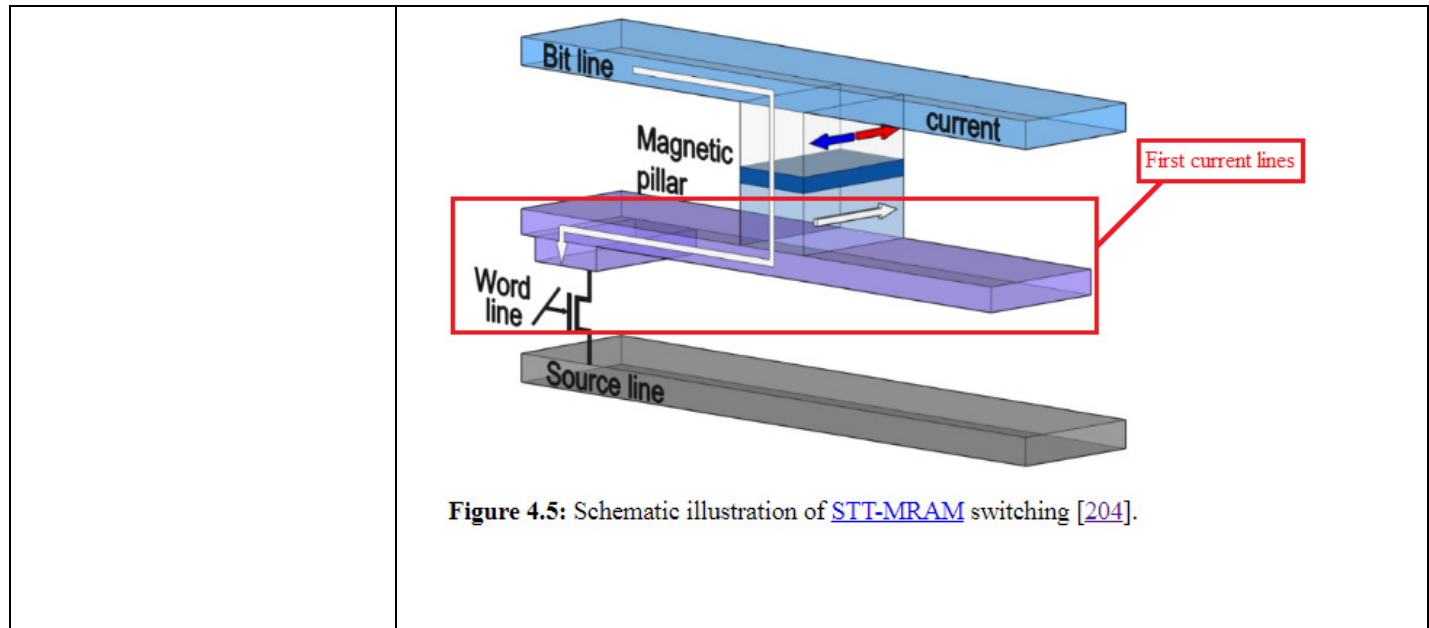 Bit line
current
Magnetic
pillar
First current lines
Word
line
Source line
Figure 4.5: Schematic illustration of STT-MRAM switching [204].